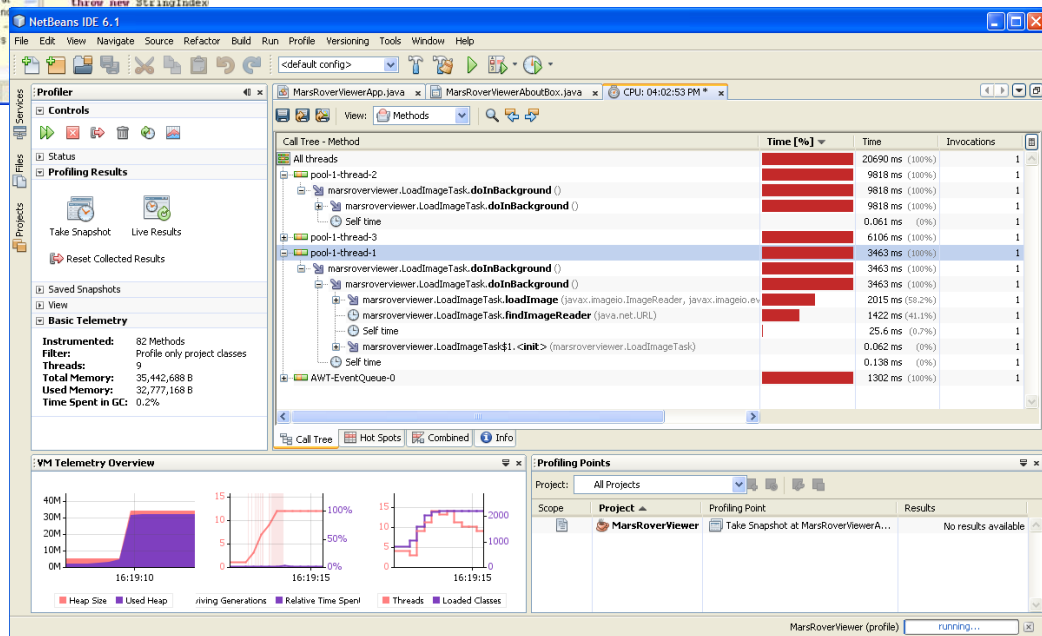 throw new StringIndex
NetBeans IDE 6.1
File Edit View Navigate Source Refactor Build Run Profile Versioning Tools Window Help
<default config>
Services
Files
Projects
Profiler
Controls
Status
Profiling Results
Take Snapshot Live Results
Reset Collected Results
Saved Snapshots
View
Basic Telemetry
Instrumented: 82 Methods
Filter: Profile only project classes
Threads: 9
Total Memory: 35,442,688 B
Used Memory: 32,777,168 B
Time Spent in GC: 0.2%
MarsRoverViewerApp.java x MarsRoverViewerAboutBox.java x CPU: 04:02:53 PM * x
View: Methods
Call Tree - Method Time [%] Time Invocations
All threads 20690 ms (100%) 1
pool-1-thread-2 9818 ms (100%) 1
marsroverviewer.LoadImageTask.doInBackground () 9818 ms (100%) 1
marsroverviewer.LoadImageTask.doInBackground () 9818 ms (100%) 1
Self time 0.061 ms (0%) 1
pool-1-thread-3 6106 ms (100%) 1
pool-1-thread-1 3463 ms (100%) 1
marsroverviewer.LoadImageTask.doInBackground () 3463 ms (100%) 1
marsroverviewer.LoadImageTask.doInBackground () 3463 ms (100%) 1
marsroverviewer.LoadImageTask.loadImage (javax.imageio.ImageReader, javax.imageio.ev 2015 ms (58.2%) 1
marsroverviewer.LoadImageTask.findImageReader (java.net.URL) 1422 ms (41.1%) 1
Self time 25.6 ms (0.7%) 1
marsroverviewer.LoadImageTask$1.<init> (marsroverviewer.LoadImageTask) 0.062 ms (0%) 1
Self time 0.138 ms (0%) 1
AWT-EventQueue-0 1302 ms (100%) 1
Call Tree Hot Spots Combined Info
VM Telemetry Overview
40M
30M
20M
10M
0M
16:19:10
Heap Size Used Heap
15
10
5
0
100%
50%
0%
16:19:15
iving Generations Relative Time Spent
15
10
5
0
2000
1000
0
16:19:15
Threads Loaded Classes
Profiling Points
Project: All Projects
Scope Project Profiling Point Results
MarsRoverViewer Take Snapshot at MarsRoverViewerA... No results available
MarsRoverViewer (profile) running...